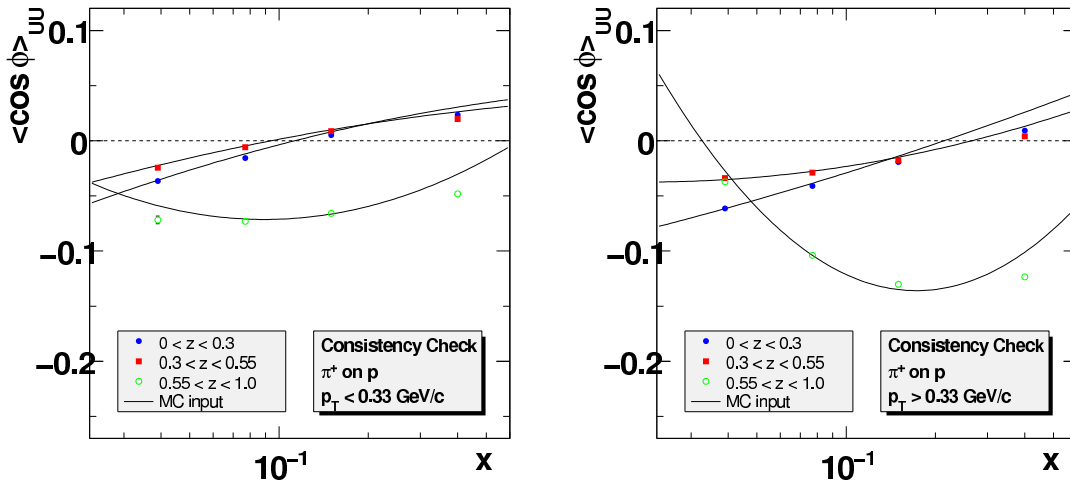 <cos ϕ>UU
0.1
0
−0.1
−0.2
0 < z < 0.3
0.3 < z < 0.55
0.55 < z < 1.0
MC input
Consistency Check
π+ on p
pT < 0.33 GeV/c
10−1
x
<cos ϕ>UU
0.1
0
−0.1
−0.2
0 < z < 0.3
0.3 < z < 0.55
0.55 < z < 1.0
MC input
Consistency Check
π+ on p
pT > 0.33 GeV/c
10−1
x